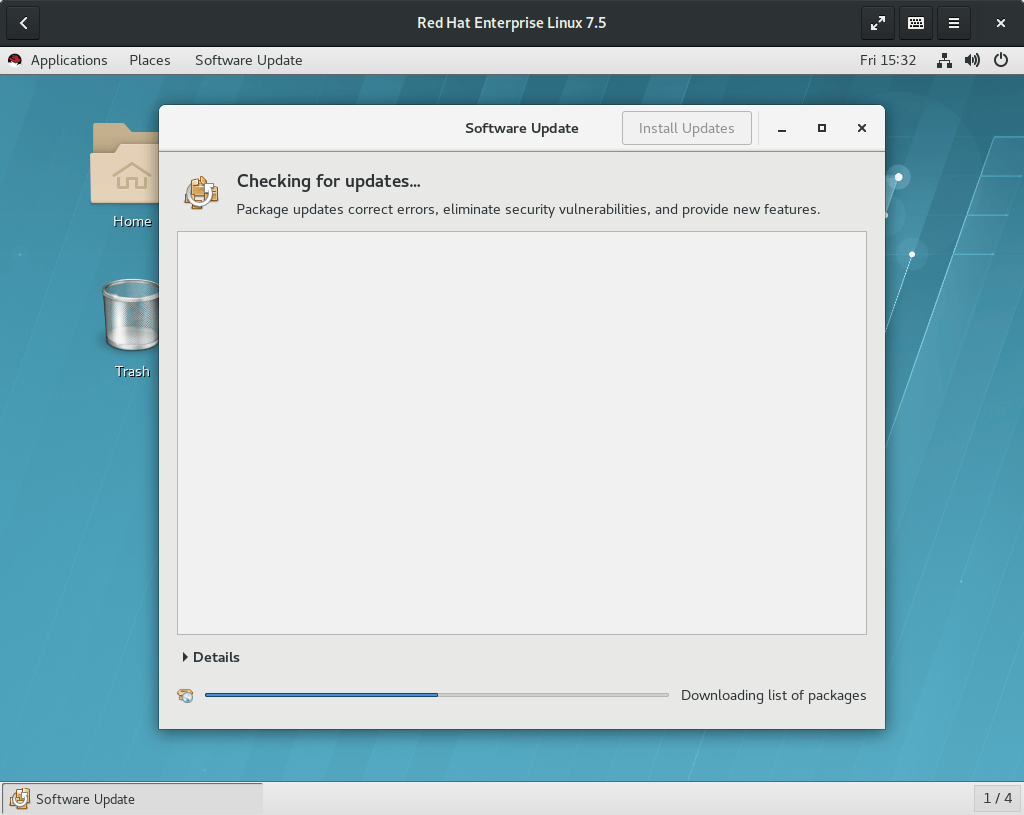 Red Hat Enterprise Linux 7.5
Applications Places Software Update Fri 15:32
Software Update Install Updates
Checking for updates...
Package updates correct errors, eliminate security vulnerabilities, and provide new features.
Home
Trash
Details
Downloading list of packages
Software Update 1 / 4